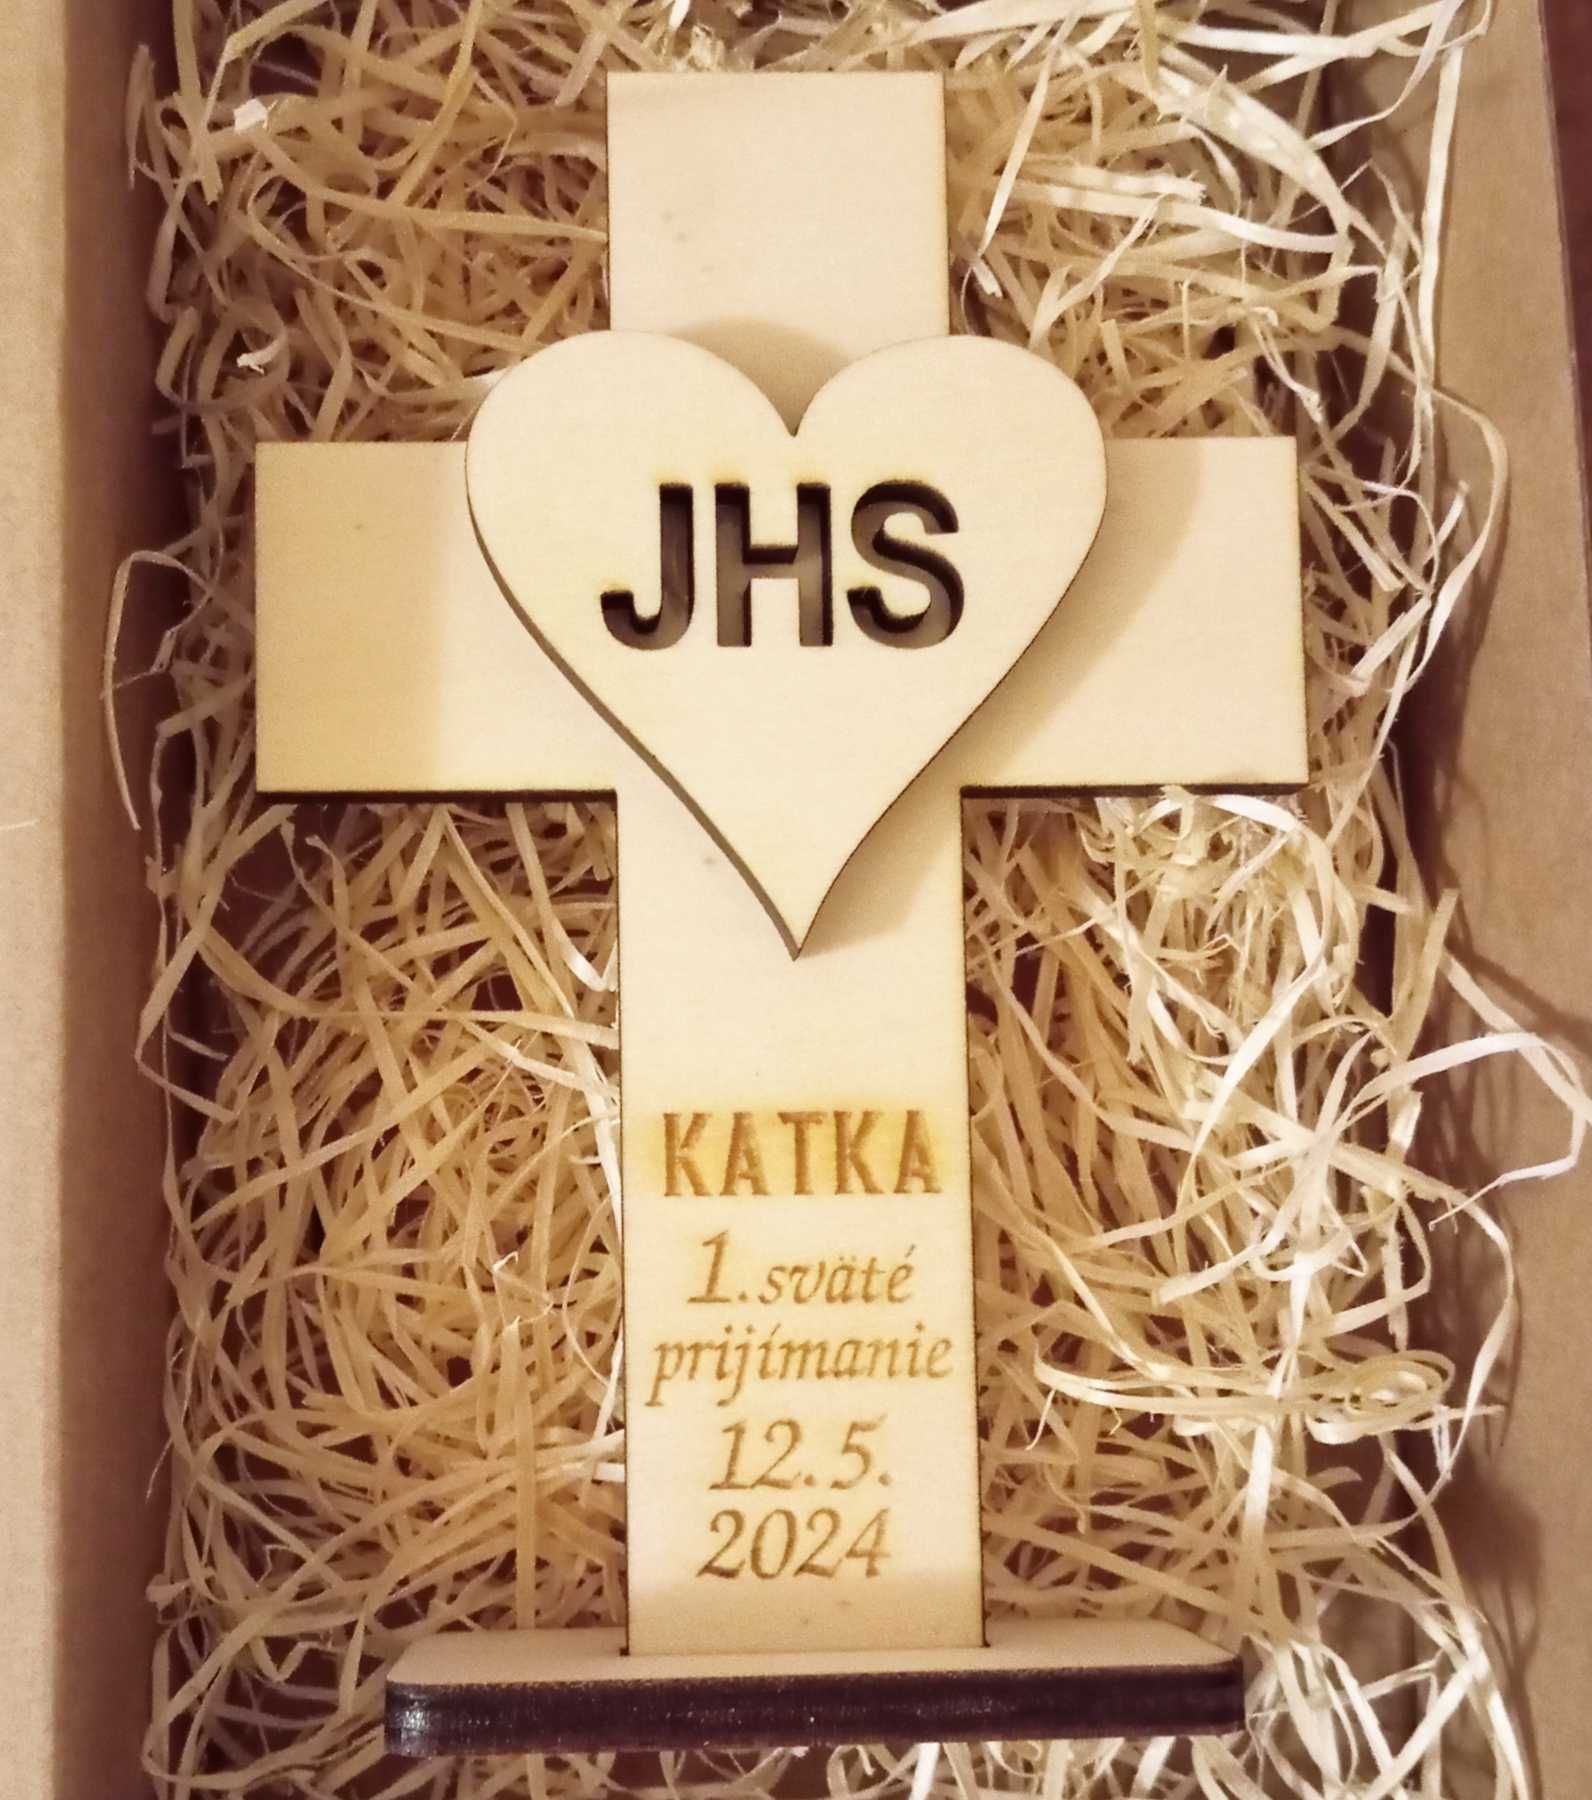 JHS
KATKA
1.sväté
prijímanie
12.5.
2024